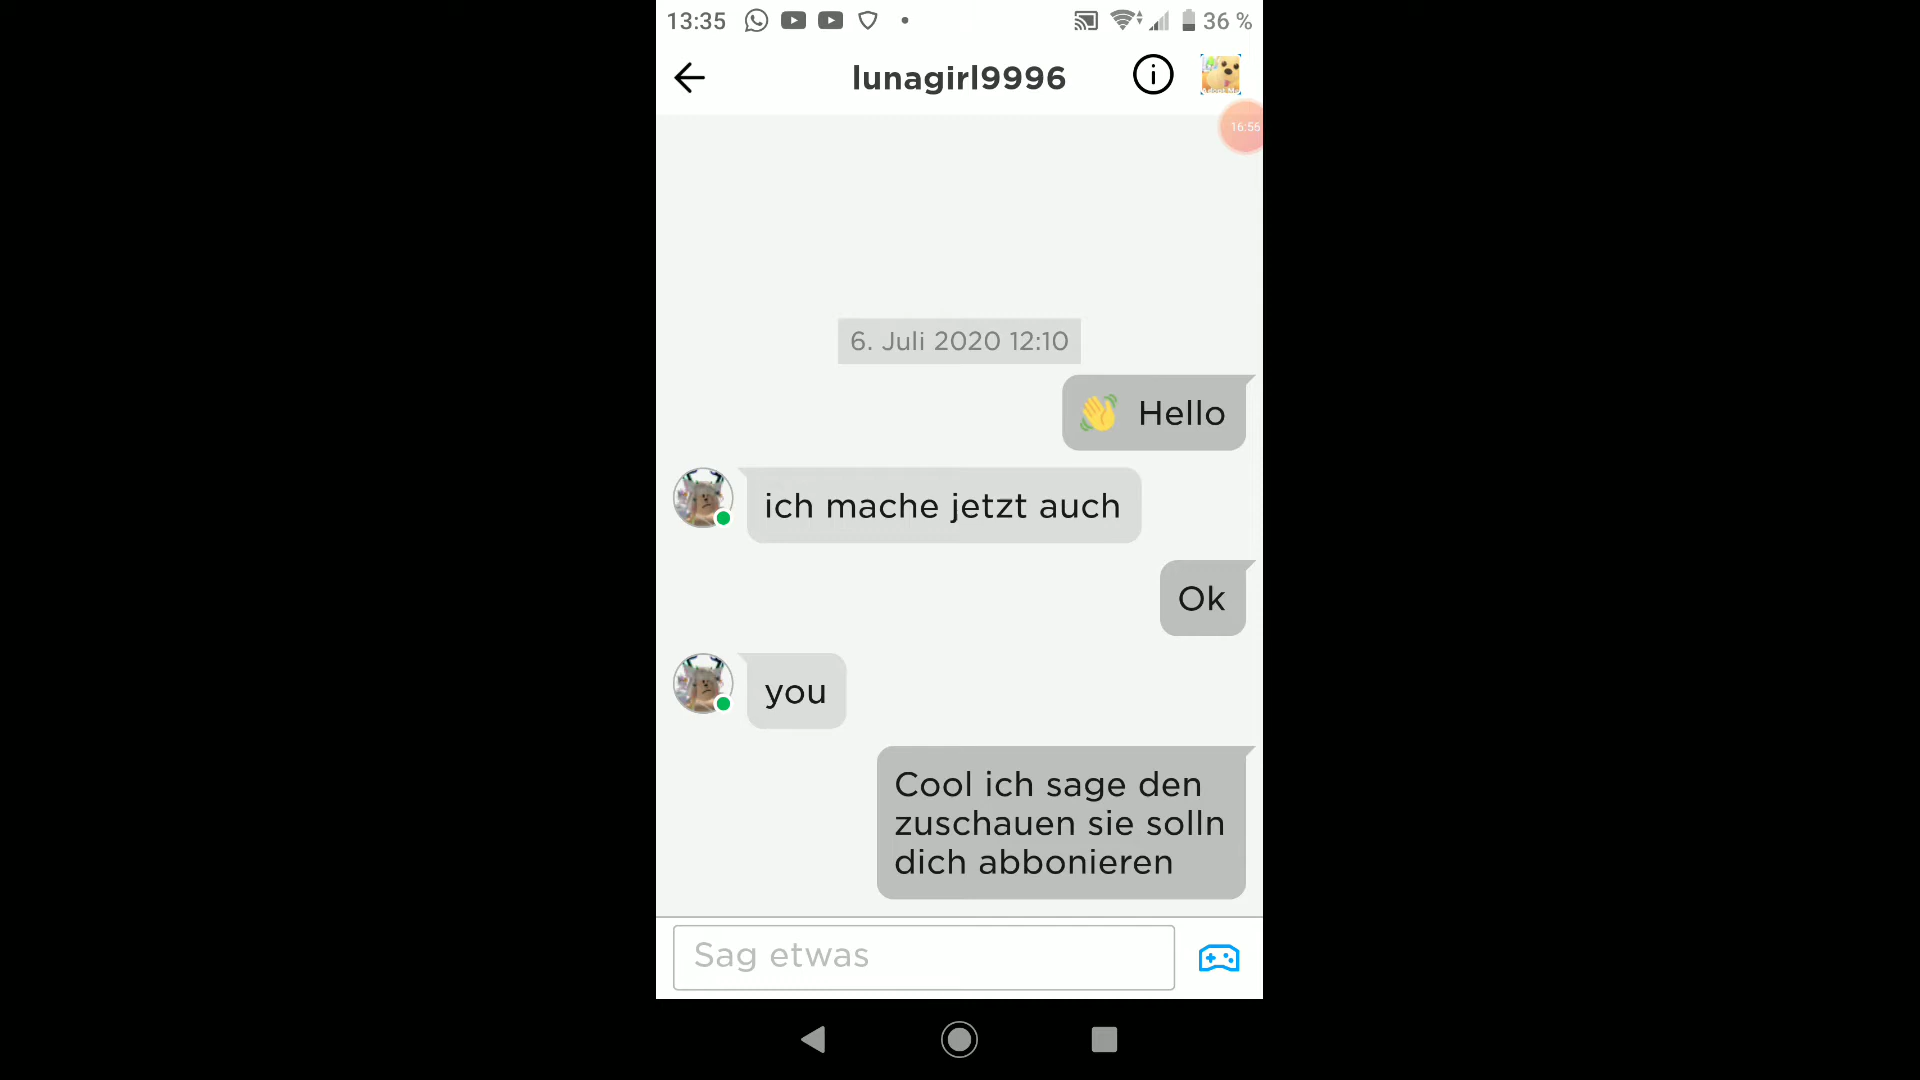 13:35
36 %
lunagirl9996
16:56
6. Juli 2020 12:10
👋 Hello
ich mache jetzt auch
Ok
you
Cool ich sage den
zuschauen sie solln
dich abbonieren
Sag etwas